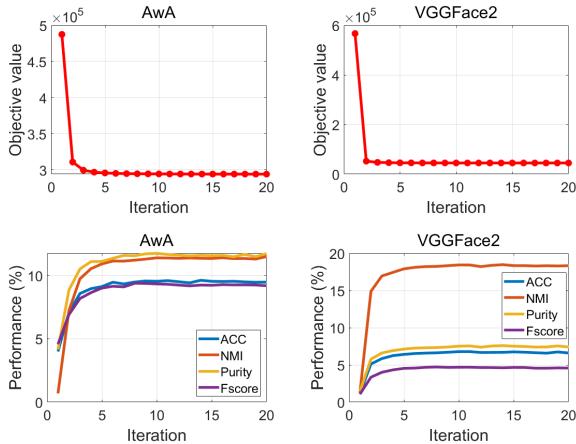 AwA
×10^5
5
4.5
4
3.5
3
Objective value
0 5 10 15 20
Iteration
VGGFace2
×10^5
6
4
2
0
Objective value
5 10 15 20
Iteration
AwA
10
5
0
Performance (%)
ACC
NMI
Purity
Fscore
0 5 10 15 20
Iteration
VGGFace2
20
15
10
5
0
Performance (%)
ACC
NMI
Purity
Fscore
5 10 15 20
Iteration